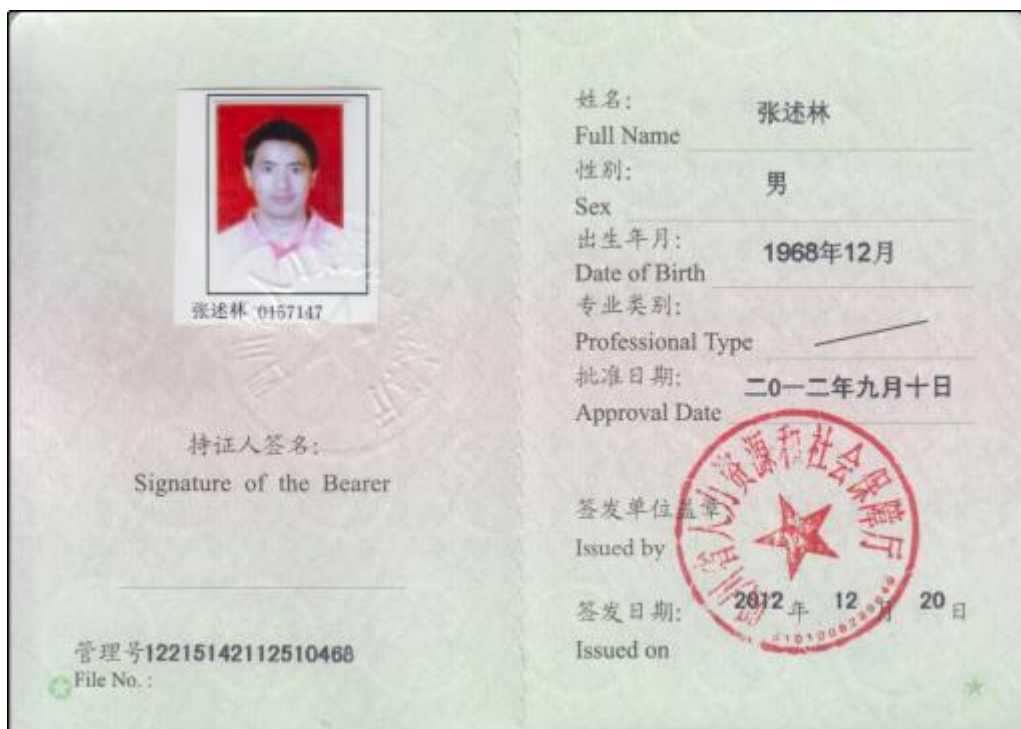 张述林 0157147
持证人签名:
Signature of the Bearer
管理号12215142112510468
File No. :
姓名:
张述林
Full Name
性别:
男
Sex
出生年月:
1968年12月
Date of Birth
专业类别:
Professional Type
批准日期:
二0一二年九月十日
Approval Date
签发单位盖章
Issued by
省人力资源和社会保障厅
签发日期: 2012 年 12 月 20 日
Issued on